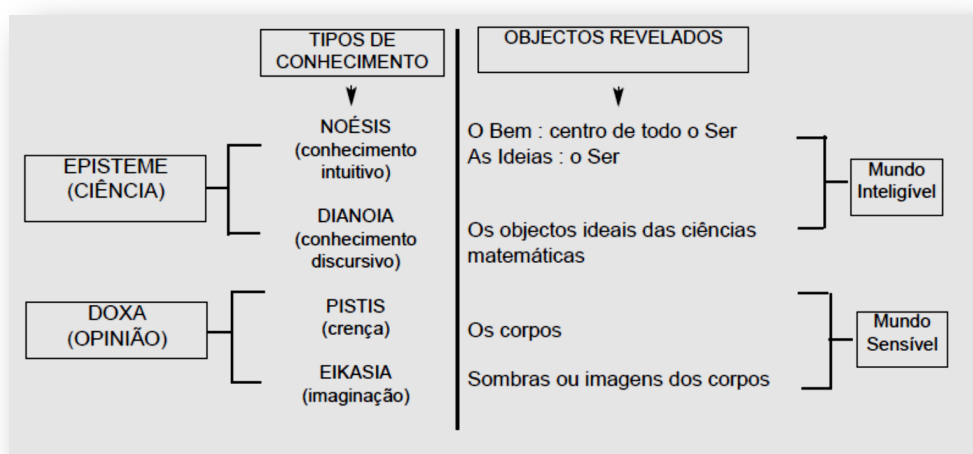 TIPOS DE
CONHECIMENTO
OBJECTOS REVELADOS
EPISTEME
(CIÊNCIA)
NOÉSIS
(conhecimento
intuitivo)
O Bem : centro de todo o Ser
As Ideias : o Ser
Mundo
Inteligível
DIANOIA
(conhecimento
discursivo)
Os objectos ideais das ciências
matemáticas
DOXA
(OPINIÃO)
PISTIS
(crença)
Os corpos
Mundo
Sensível
EIKASIA
(imaginação)
Sombras ou imagens dos corpos